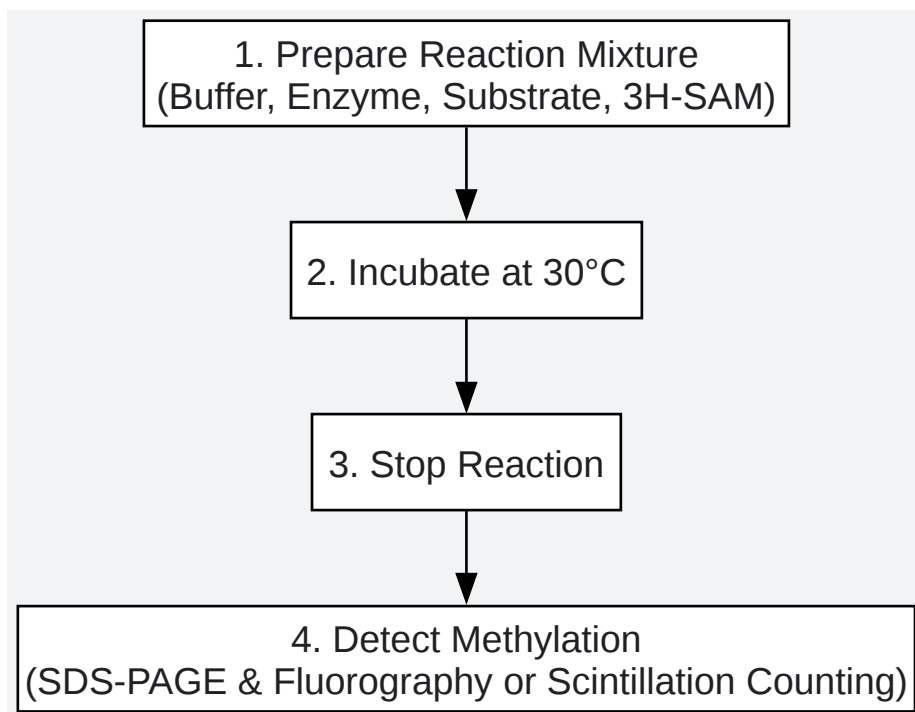 1. Prepare Reaction Mixture
(Buffer, Enzyme, Substrate, 3H-SAM)
2. Incubate at 30°C
3. Stop Reaction
4. Detect Methylation
(SDS-PAGE & Fluorography or Scintillation Counting)